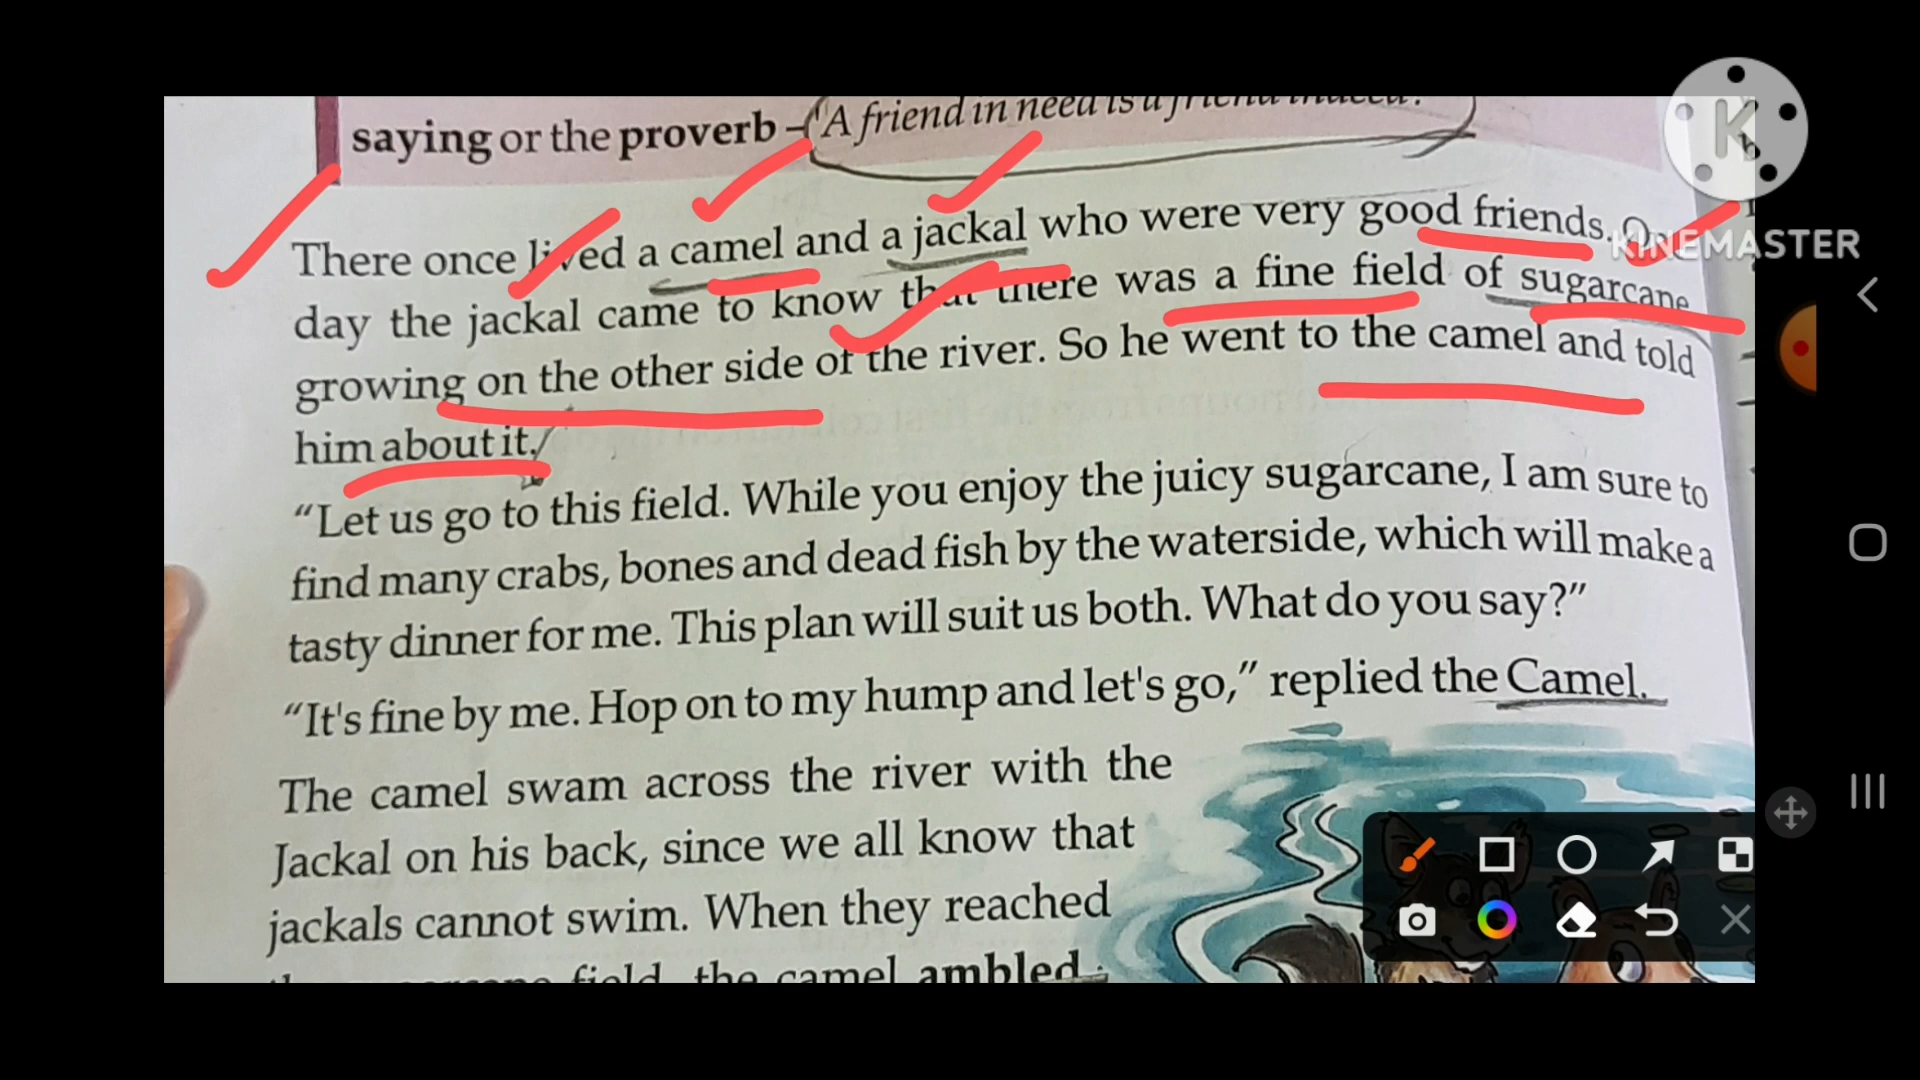 saying or the proverb – 'A friend in need is a friend indeed.'
There once lived a camel and a jackal who were very good friends. One
day the jackal came to know that there was a fine field of sugarcane
growing on the other side of the river. So he went to the camel and told
him about it.
“Let us go to this field. While you enjoy the juicy sugarcane, I am sure to
find many crabs, bones and dead fish by the waterside, which will make a
tasty dinner for me. This plan will suit us both. What do you say?”
“It's fine by me. Hop on to my hump and let's go,” replied the Camel.
The camel swam across the river with the
Jackal on his back, since we all know that
jackals cannot swim. When they reached
field, the camel ambled
KINEMASTER